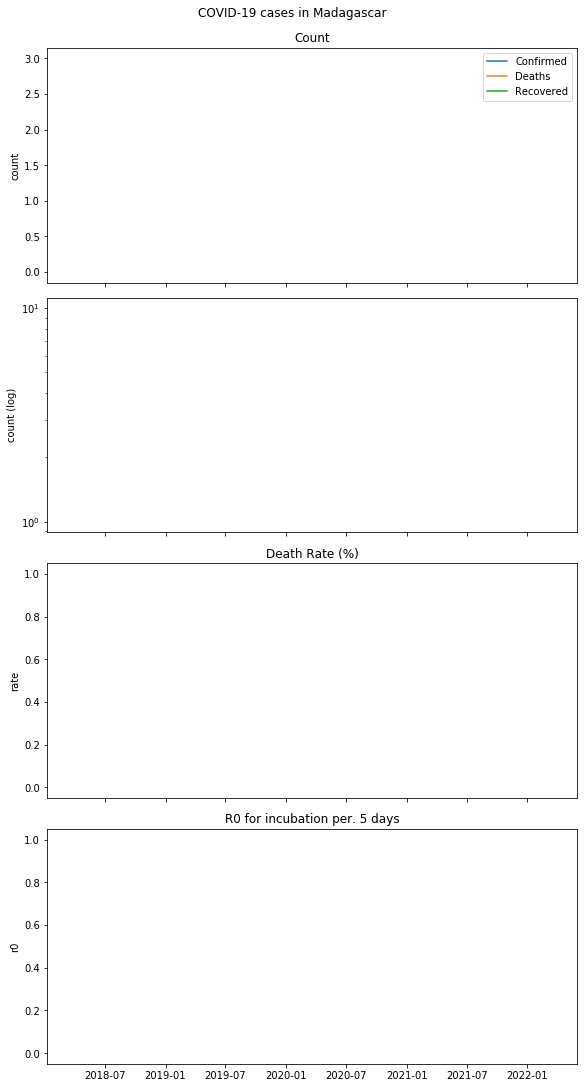 COVID-19 cases in Madagascar
Count
Confirmed
Deaths
Recovered
3.0
2.5
2.0
1.5
1.0
0.5
0.0
count
10¹
10⁰
count (log)
Death Rate (%)
1.0
0.8
0.6
0.4
0.2
0.0
rate
R0 for incubation per. 5 days
1.0
0.8
0.6
0.4
0.2
0.0
r0
2018-07 2019-01 2019-07 2020-01 2020-07 2021-01 2021-07 2022-01